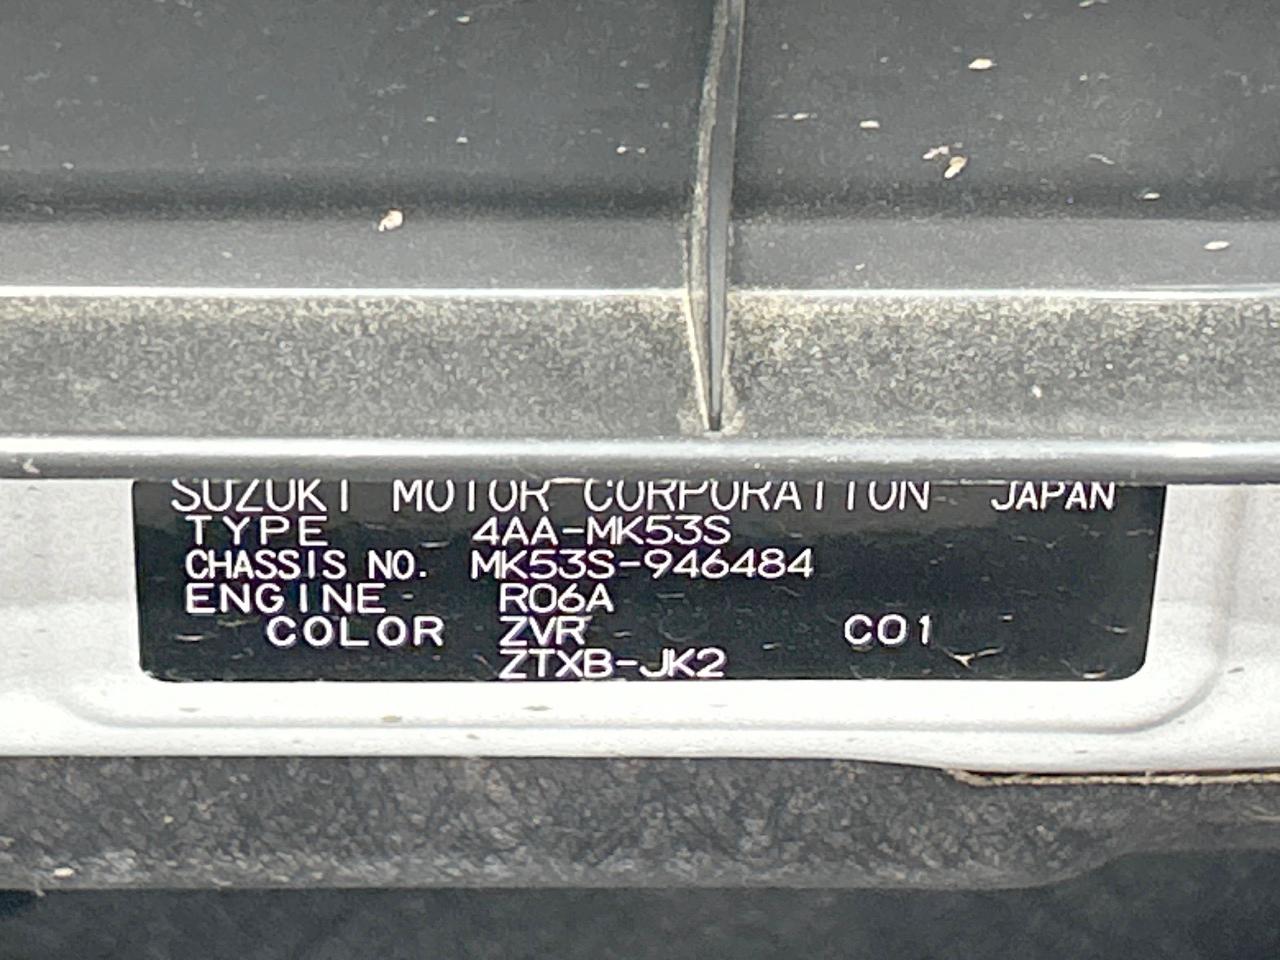 SUZUKI MOTOR CORPORATION JAPAN
TYPE 4AA-MK53S
CHASSIS NO. MK53S-946484
ENGINE R06A
COLOR ZVR C01
ZTXB-JK2